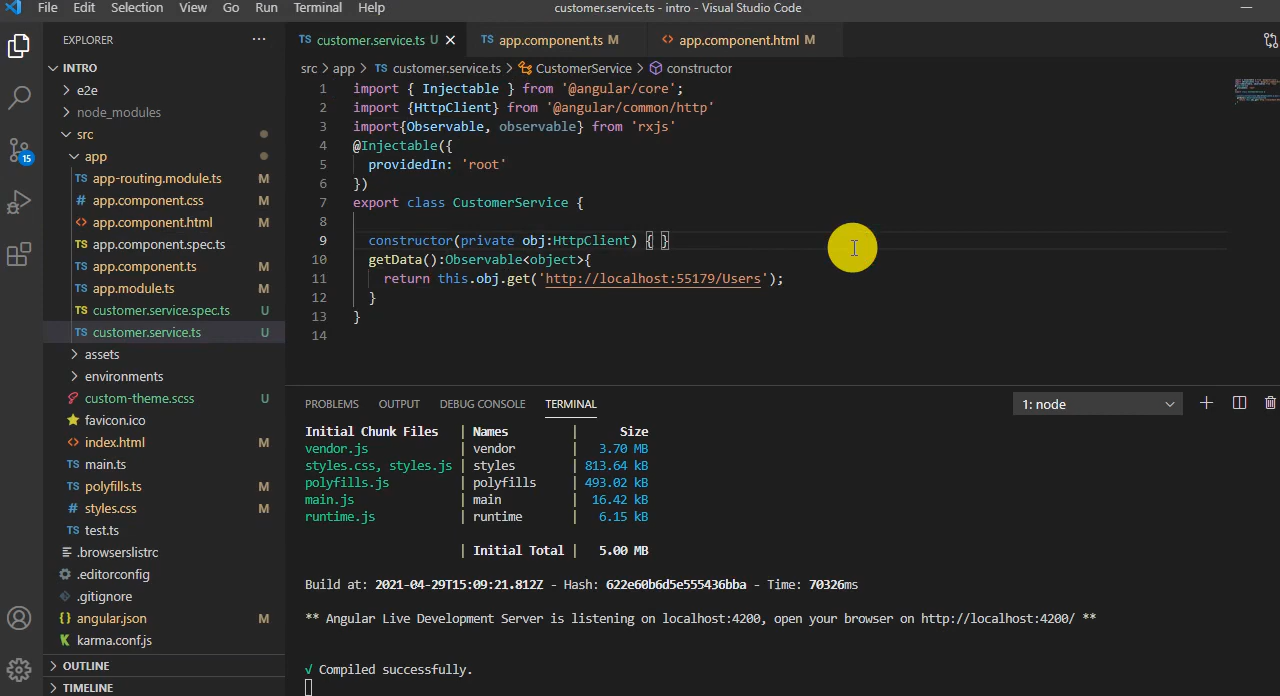 File Edit Selection View Go Run Terminal Help customer.service.ts - intro - Visual Studio Code
EXPLORER
INTRO
e2e
node_modules
src
app
TS app-routing.module.ts M
# app.component.css M
<> app.component.html M
TS app.component.spec.ts
TS app.component.ts M
TS app.module.ts M
TS customer.service.spec.ts U
TS customer.service.ts U
assets
environments
custom-theme.scss U
favicon.ico
<> index.html M
TS main.ts
TS polyfills.ts M
# styles.css M
TS test.ts
.browserslistrc
.editorconfig
.gitignore
{} angular.json M
karma.conf.js
OUTLINE
TIMELINE
15
TS customer.service.ts U TS app.component.ts M <> app.component.html M
src > app > TS customer.service.ts > CustomerService > constructor
1 import { Injectable } from '@angular/core';
2 import {HttpClient} from '@angular/common/http'
3 import{Observable, observable} from 'rxjs'
4 @Injectable({
5 providedIn: 'root'
6 })
7 export class CustomerService {
8
9 constructor(private obj:HttpClient) { }
10 getData():Observable<object>{
11 return this.obj.get('http://localhost:55179/Users');
12 }
13 }
14
PROBLEMS OUTPUT DEBUG CONSOLE TERMINAL 1: node
Initial Chunk Files | Names | Size
vendor.js | vendor | 3.70 MB
styles.css, styles.js | styles | 813.64 kB
polyfills.js | polyfills | 493.02 kB
main.js | main | 16.42 kB
runtime.js | runtime | 6.15 kB
| Initial Total | 5.00 MB
Build at: 2021-04-29T15:09:21.812Z - Hash: 622e60b6d5e555436bba - Time: 70326ms
** Angular Live Development Server is listening on localhost:4200, open your browser on http://localhost:4200/ **
√ Compiled successfully.